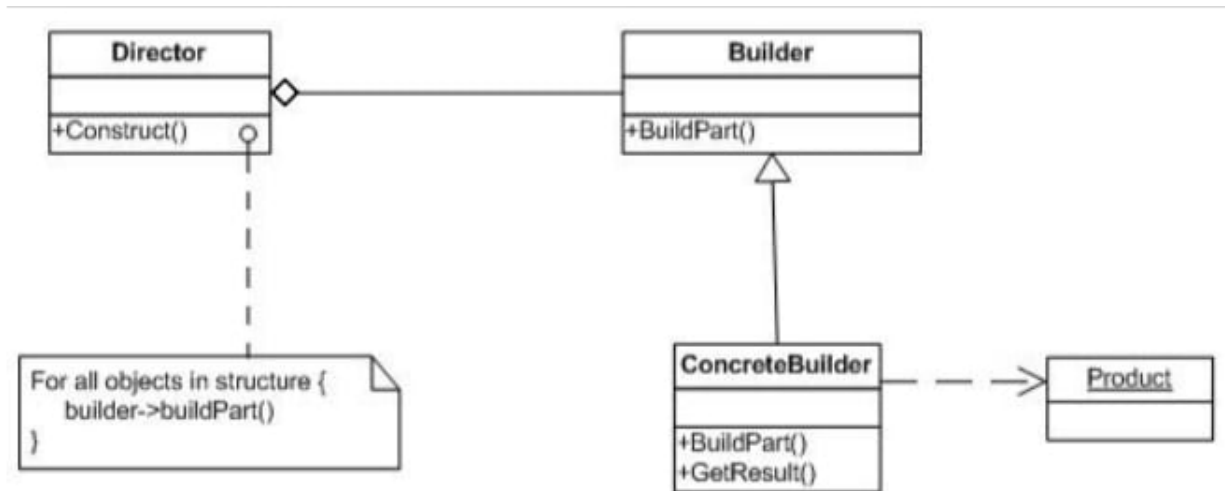 Director
+Construct()
Builder
+BuildPart()
For all objects in structure {
builder->buildPart()
}
ConcreteBuilder
+BuildPart()
+GetResult()
Product